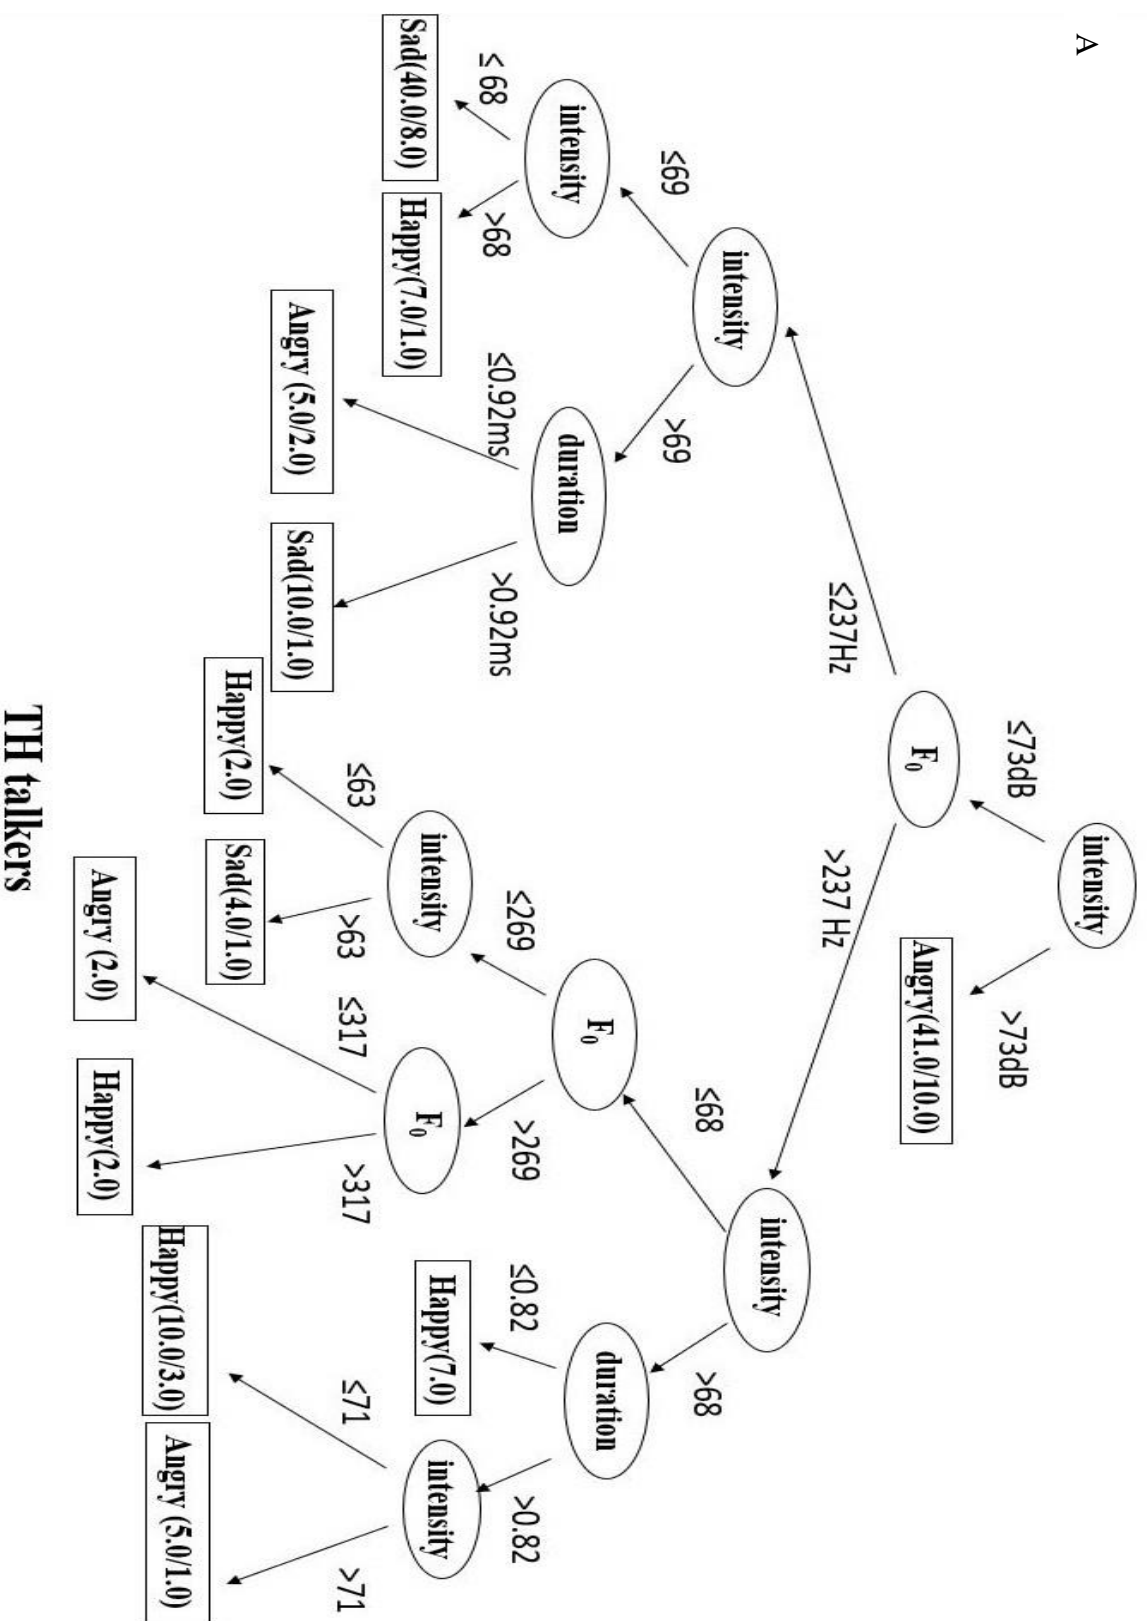 A
intensity
≤73dB
>73dB
F₀
Angry(41.0/10.0)
≤237Hz
>237 Hz
intensity
intensity
≤69
>69
≤68
>68
intensity
duration
F₀
duration
≤ 68
>68
≤0.92ms
>0.92ms
≤269
>269
≤0.82
>0.82
Sad(40.0/8.0)
Happy(7.0/1.0)
Angry (5.0/2.0)
Sad(10.0/1.0)
intensity
F₀
Happy(7.0)
intensity
≤63
>63
≤317
>317
≤71
>71
Happy(2.0)
Sad(4.0/1.0)
Angry (2.0)
Happy(2.0)
Happy(10.0/3.0)
Angry (5.0/1.0)
TH talkers